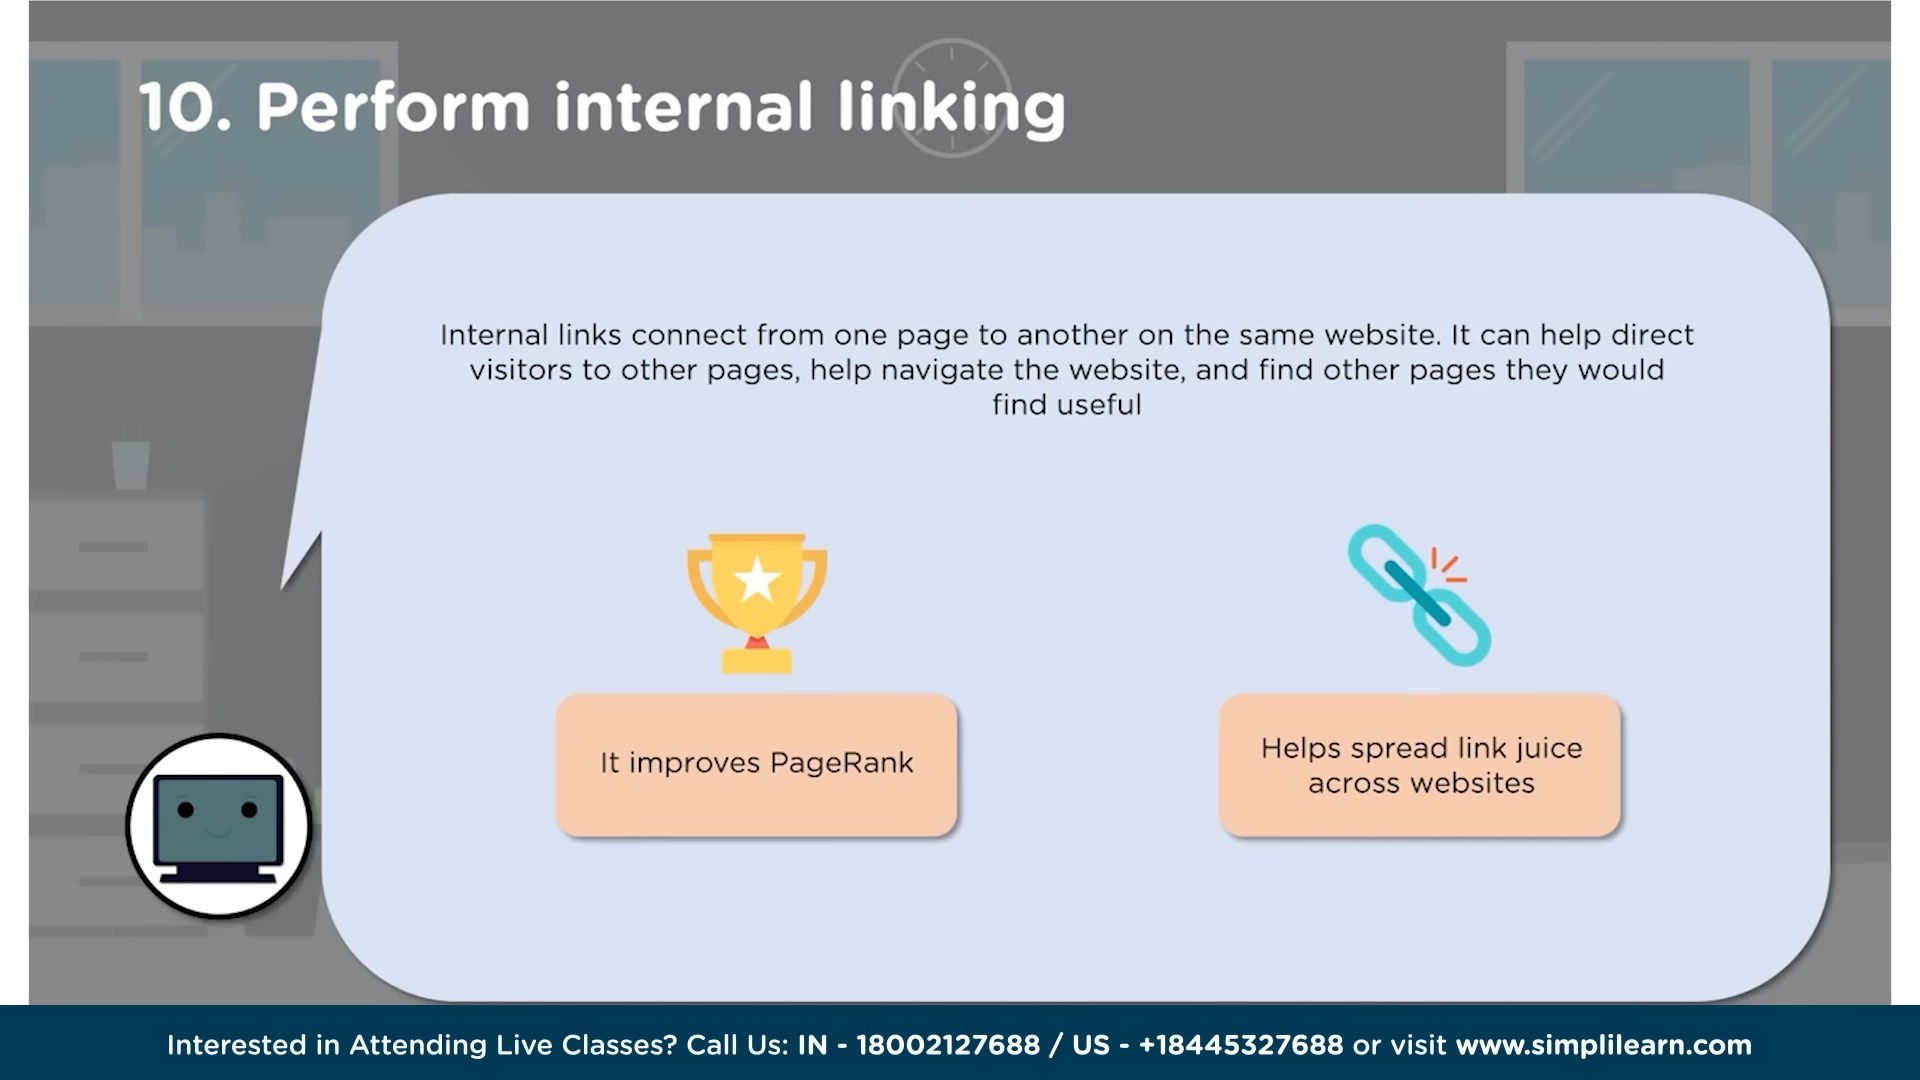 10. Perform internal linking
Internal links connect from one page to another on the same website. It can help direct
visitors to other pages, help navigate the website, and find other pages they would
find useful
It improves PageRank
Helps spread link juice
across websites
Interested in Attending Live Classes? Call Us: IN - 18002127688 / US - +18445327688 or visit www.simplilearn.com